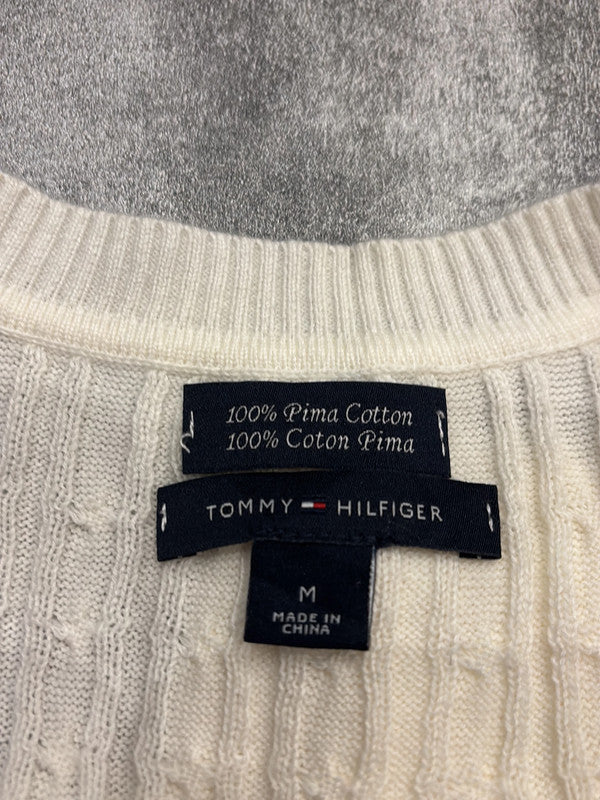 100% Pima Cotton
100% Coton Pima
TOMMY HILFIGER
M
MADE IN
CHINA